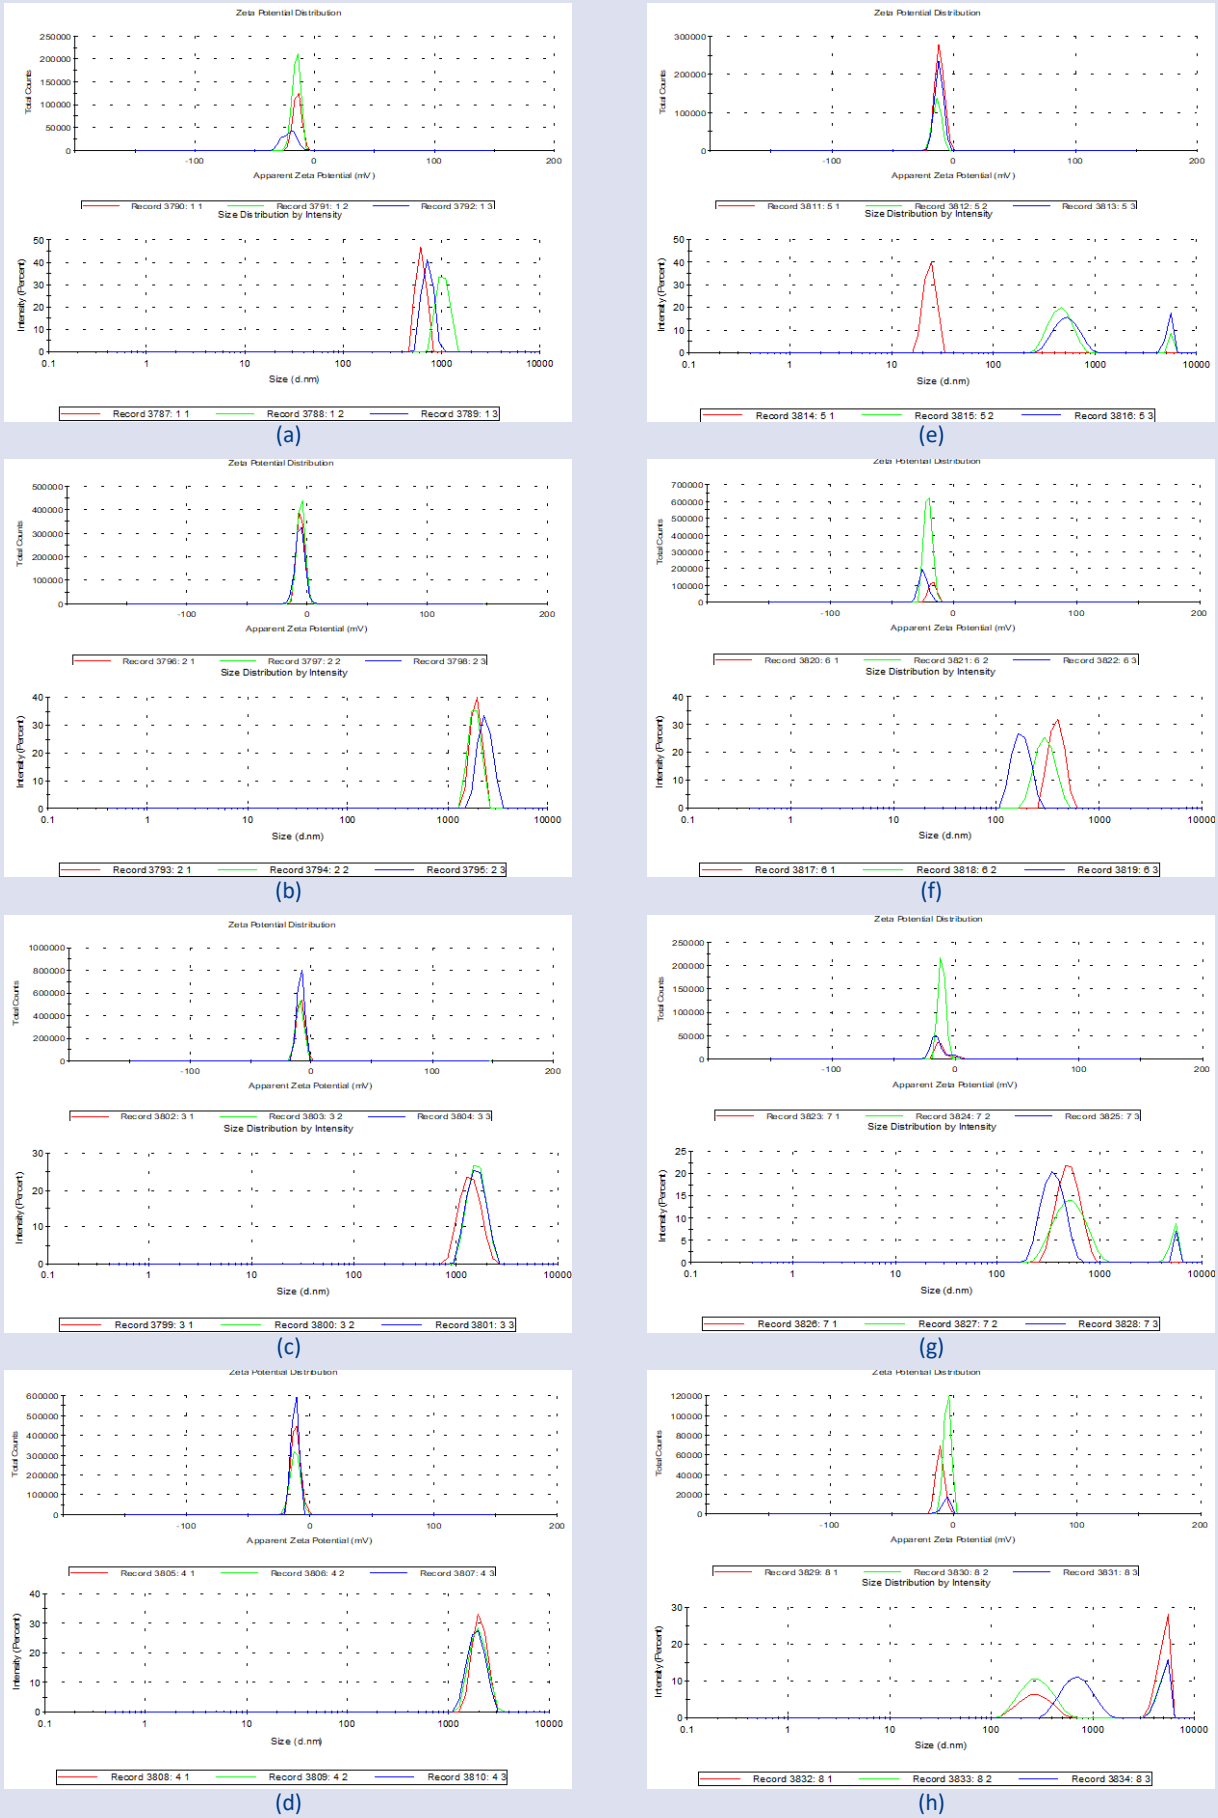 Zeta Potential Distribution
250000
200000
150000
100000
50000
0
Total Counts
-100 0 100 200
Apparent Zeta Potential (mV)
Record 3790: 1 1 Record 3791: 1 2 Record 3792: 1 3
Size Distribution by Intensity
50
40
30
20
10
0
Intensity (Percent)
0.1 1 10 100 1000 10000
Size (d.nm)
Record 3787: 1 1 Record 3788: 1 2 Record 3789: 1 3
(a)
Zeta Potential Distribution
500000
400000
300000
200000
100000
0
Total Counts
-100 0 100 200
Apparent Zeta Potential (mV)
Record 3796: 2 1 Record 3797: 2 2 Record 3798: 2 3
Size Distribution by Intensity
40
30
20
10
0
Intensity (Percent)
0.1 1 10 100 1000 10000
Size (d.nm)
Record 3793: 2 1 Record 3794: 2 2 Record 3795: 2 3
(b)
Zeta Potential Distribution
1000000
800000
600000
400000
200000
0
Total Counts
-100 0 100 200
Apparent Zeta Potential (mV)
Record 3802: 3 1 Record 3803: 3 2 Record 3804: 3 3
Size Distribution by Intensity
30
20
10
0
Intensity (Percent)
0.1 1 10 100 1000 10000
Size (d.nm)
Record 3799: 3 1 Record 3800: 3 2 Record 3801: 3 3
(c)
Zeta Potential Distribution
600000
500000
400000
300000
200000
100000
0
Total Counts
-100 0 100 200
Apparent Zeta Potential (mV)
Record 3805: 4 1 Record 3806: 4 2 Record 3807: 4 3
Size Distribution by Intensity
40
30
20
10
0
Intensity (Percent)
0.1 1 10 100 1000 10000
Size (d.nm)
Record 3808: 4 1 Record 3809: 4 2 Record 3810: 4 3
(d)
Zeta Potential Distribution
300000
200000
100000
0
Total Counts
-100 0 100 200
Apparent Zeta Potential (mV)
Record 3811: 5 1 Record 3812: 5 2 Record 3813: 5 3
Size Distribution by Intensity
50
40
30
20
10
0
Intensity (Percent)
0.1 1 10 100 1000 10000
Size (d.nm)
Record 3814: 5 1 Record 3815: 5 2 Record 3816: 5 3
(e)
Zeta Potential Distribution
700000
600000
500000
400000
300000
200000
100000
0
Total Counts
-100 0 100 200
Apparent Zeta Potential (mV)
Record 3820: 6 1 Record 3821: 6 2 Record 3822: 6 3
Size Distribution by Intensity
40
30
20
10
0
Intensity (Percent)
0.1 1 10 100 1000 10000
Size (d.nm)
Record 3817: 6 1 Record 3818: 6 2 Record 3819: 6 3
(f)
Zeta Potential Distribution
250000
200000
150000
100000
50000
0
Total Counts
-100 0 100 200
Apparent Zeta Potential (mV)
Record 3823: 7 1 Record 3824: 7 2 Record 3825: 7 3
Size Distribution by Intensity
25
20
15
10
5
0
Intensity (Percent)
0.1 1 10 100 1000 10000
Size (d.nm)
Record 3826: 7 1 Record 3827: 7 2 Record 3828: 7 3
(g)
Zeta Potential Distribution
120000
100000
80000
60000
40000
20000
0
Total Counts
-100 0 100 200
Apparent Zeta Potential (mV)
Record 3829: 8 1 Record 3830: 8 2 Record 3831: 8 3
Size Distribution by Intensity
30
20
10
0
Intensity (Percent)
0.1 1 10 100 1000 10000
Size (d.nm)
Record 3832: 8 1 Record 3833: 8 2 Record 3834: 8 3
(h)